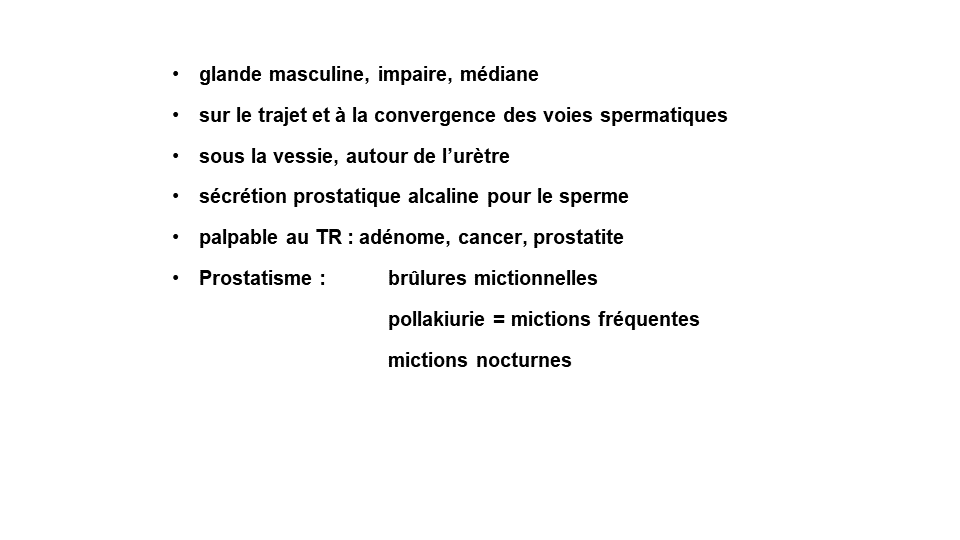 • glande masculine, impaire, médiane
• sur le trajet et à la convergence des voies spermatiques
• sous la vessie, autour de l’urètre
• sécrétion prostatique alcaline pour le sperme
• palpable au TR : adénome, cancer, prostatite
• Prostatisme : brûlures mictionnelles
pollakiurie = mictions fréquentes
mictions nocturnes